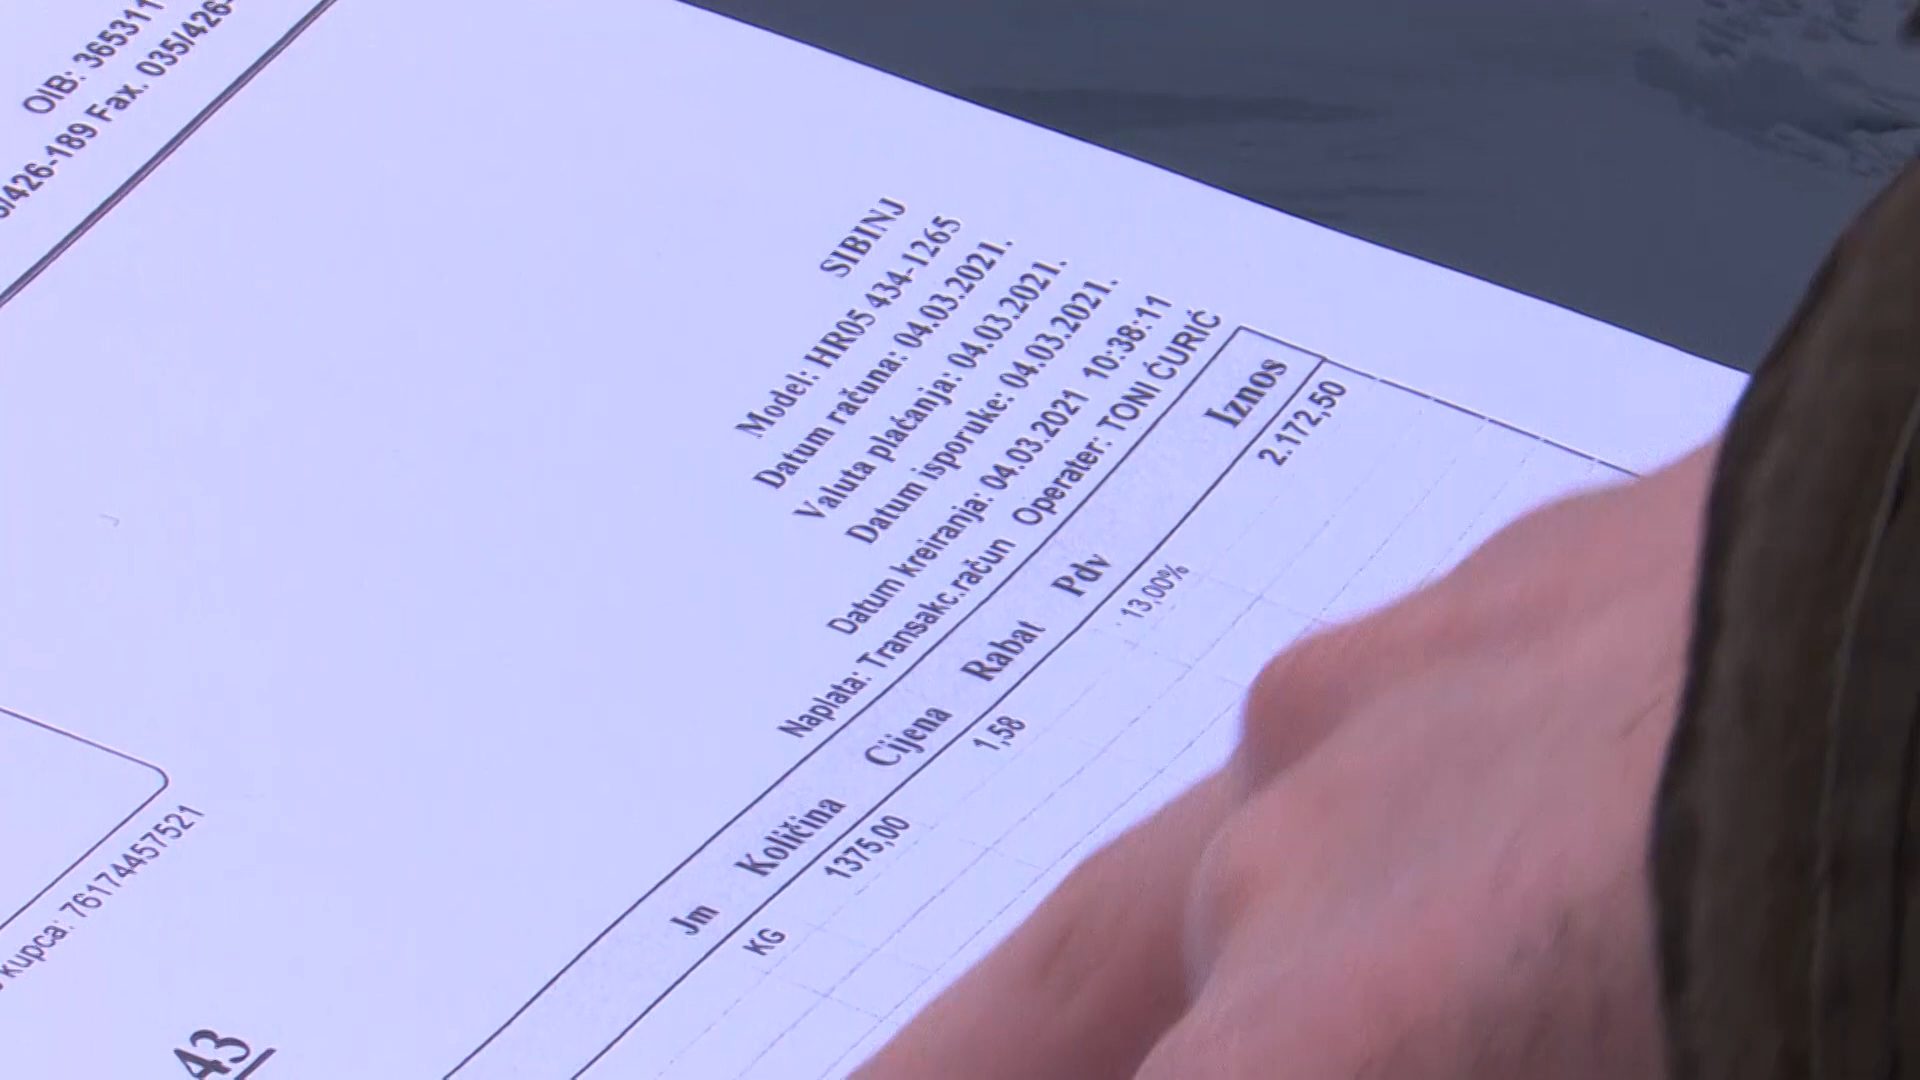 OIB: 365311
/426-189 Fax. 035/426-
SIBINJ
Model: HR05 434-1265
Datum računa: 04.03.2021.
Valuta plaćanja: 04.03.2021.
Datum isporuke: 04.03.2021.
Datum kreiranja: 04.03.2021 10:38:11
Naplata: Transakc.račun Operater: TONI ĆURIĆ
Jm Količina Cijena Rabat Pdv Iznos
KG 1375,00 1,58 13,00% 2.172,50
kupca: 76174457521
43